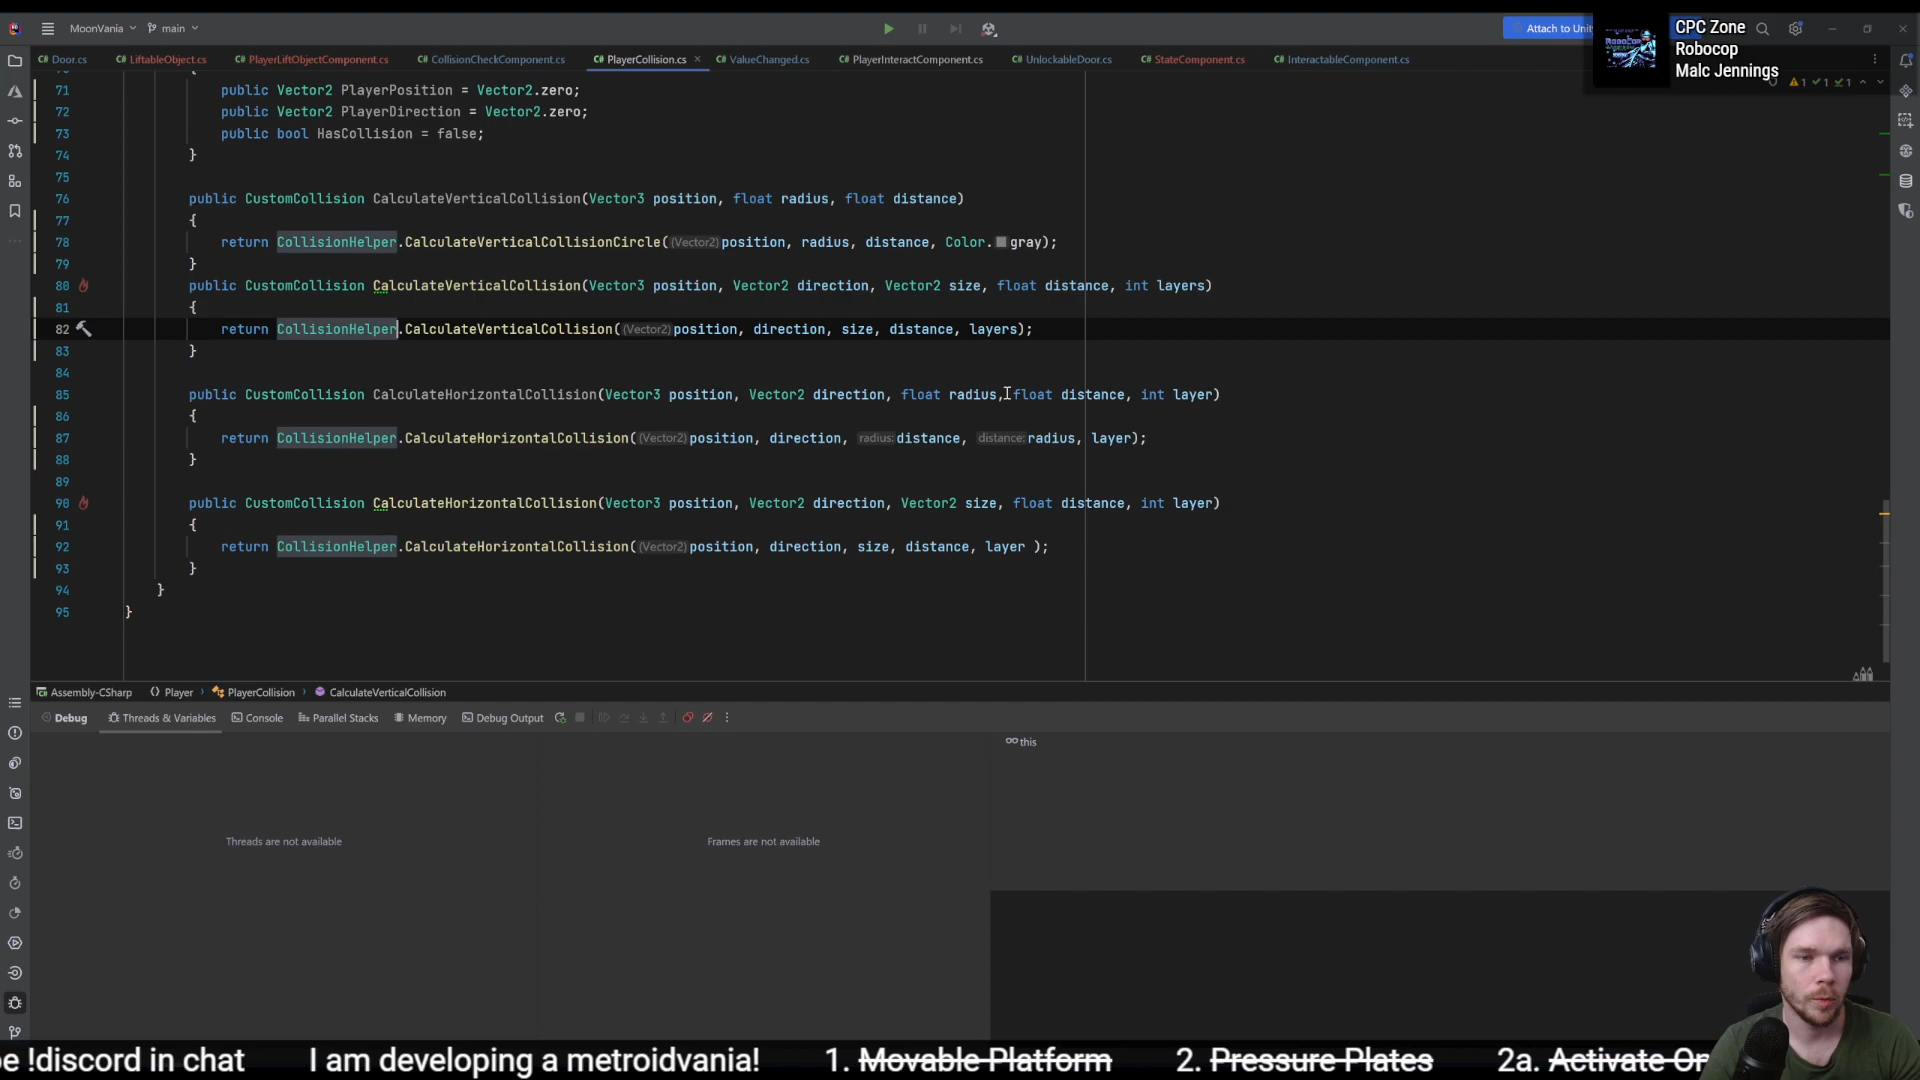 MoonVania main Attach to Unit
CPC Zone
Robocop
Malc Jennings
Door.cs LiftableObject.cs PlayerLiftObjectComponent.cs CollisionCheckComponent.cs PlayerCollision.cs ValueChanged.cs PlayerInteractComponent.cs UnlockableDoor.cs StateComponent.cs InteractableComponent.cs
1 1 1
71 public Vector2 PlayerPosition = Vector2.zero;
72 public Vector2 PlayerDirection = Vector2.zero;
73 public bool HasCollision = false;
74 }
75
76 public CustomCollision CalculateVerticalCollision(Vector3 position, float radius, float distance)
77 {
78 return CollisionHelper.CalculateVerticalCollisionCircle((Vector2)position, radius, distance, Color.gray);
79 }
80 public CustomCollision CalculateVerticalCollision(Vector3 position, Vector2 direction, Vector2 size, float distance, int layers)
81 {
82 return CollisionHelper.CalculateVerticalCollision((Vector2)position, direction, size, distance, layers);
83 }
84
85 public CustomCollision CalculateHorizontalCollision(Vector3 position, Vector2 direction, float radius, float distance, int layer)
86 {
87 return CollisionHelper.CalculateHorizontalCollision((Vector2)position, direction, radius:distance, distance:radius, layer);
88 }
89
90 public CustomCollision CalculateHorizontalCollision(Vector3 position, Vector2 direction, Vector2 size, float distance, int layer)
91 {
92 return CollisionHelper.CalculateHorizontalCollision((Vector2)position, direction, size, distance, layer );
93 }
94 }
95 }
Assembly-CSharp Player PlayerCollision CalculateVerticalCollision
Debug Threads & Variables Console Parallel Stacks Memory Debug Output
this
Threads are not available
Frames are not available
e !discord in chat I am developing a metroidvania! 1. Movable Platform 2. Pressure Plates 2a. Activate On